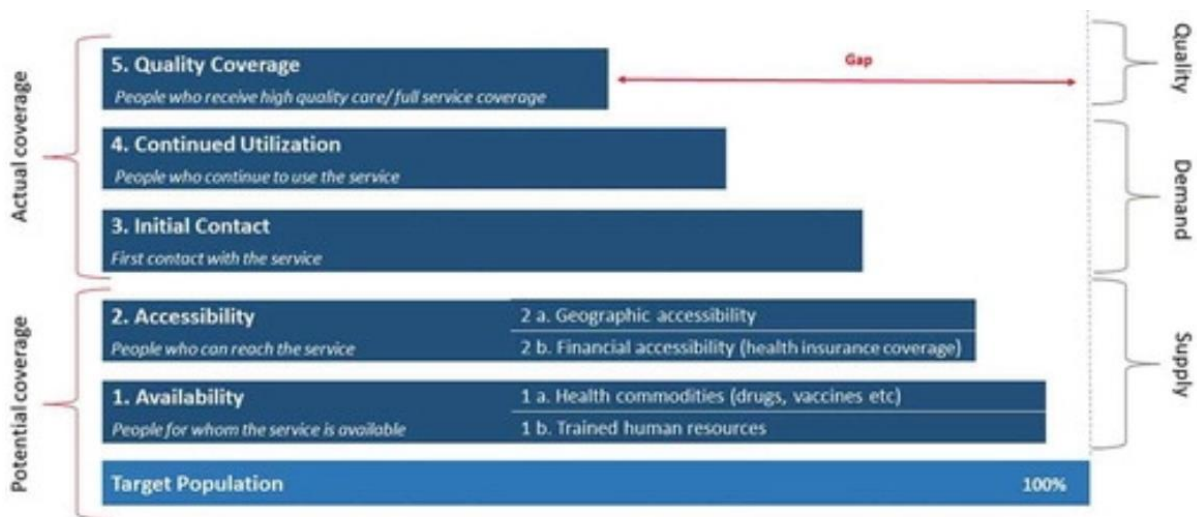 5. Quality Coverage
People who receive high quality care/ full service coverage
Gap
Quality
4. Continued Utilization
People who continue to use the service
Actual coverage
Demand
3. Initial Contact
First contact with the service
2. Accessibility
People who can reach the service
2 a. Geographic accessibility
2 b. Financial accessibility (health insurance coverage)
Supply
1. Availability
People for whom the service is available
1 a. Health commodities (drugs, vaccines etc)
1 b. Trained human resources
Potential coverage
Target Population
100%